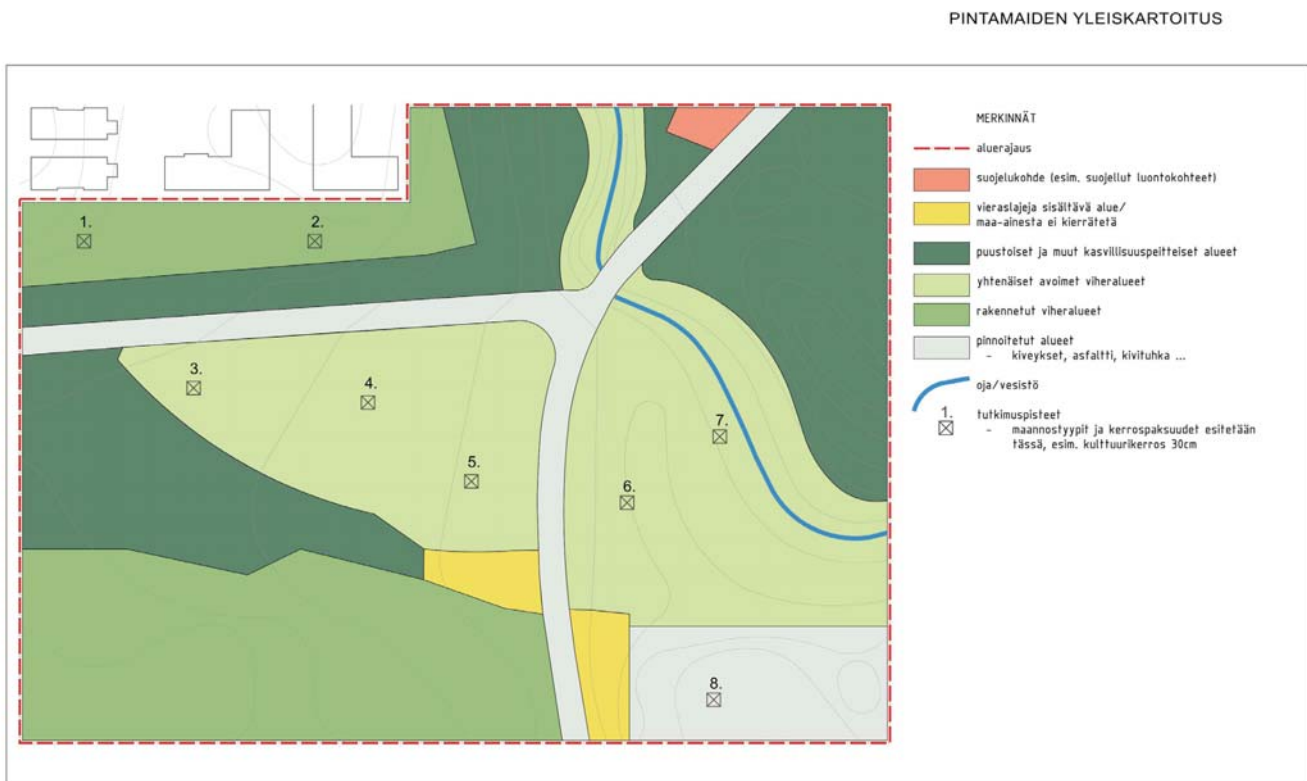 PINTAMAIDEN YLEISKARTOITUS
MERKINNÄT
aluerajaus
suojelukohde (esim. suojellut luontokohteet)
vieraslajeja sisältävä alue/
maa-ainesta ei kierrätetä
puustoiset ja muut kasvillisuuspeitteiset alueet
yhtenäiset avoimet viheralueet
rakennetut viheralueet
pinnoitetut alueet
- kiveykset, asfaltti, kivituhka ...
oja/vesistö
1.
tutkimuspisteet
- maannostyypit ja kerrospaksuudet esitetään
tässä, esim. kulttuurikerros 30cm
1.
2.
3.
4.
5.
6.
7.
8.